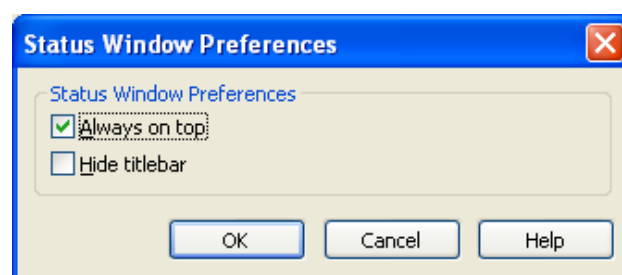 Status Window Preferences
Status Window Preferences
Always on top
Hide titlebar
OK Cancel Help